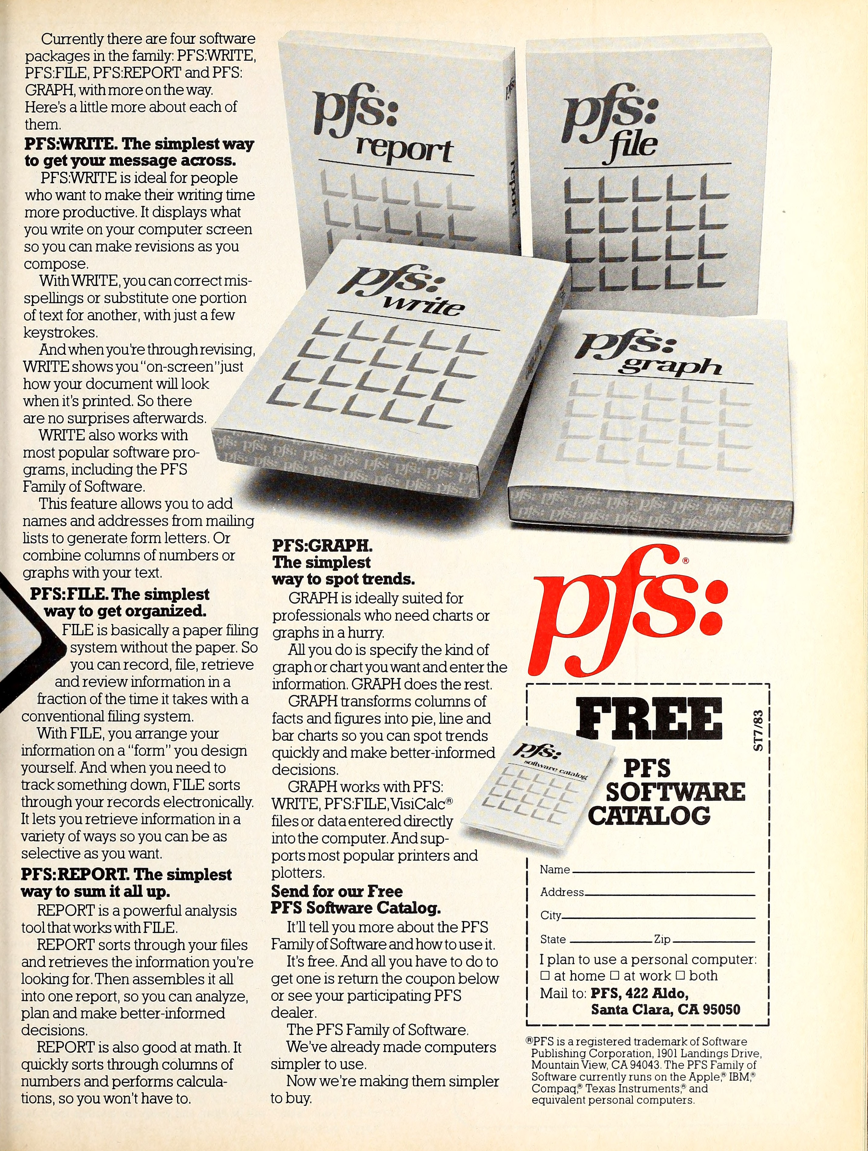 Currently there are four software
packages in the family: PFS:WRITE,
PFS:FILE, PFS:REPORT and PFS:
GRAPH, with more on the way.
Here's a little more about each of
them.
PFS:WRITE. The simplest way
to get your message across.
PFS:WRITE is ideal for people
who want to make their writing time
more productive. It displays what
you write on your computer screen
so you can make revisions as you
compose.
With WRITE, you can correct mis-
spellings or substitute one portion
of text for another, with just a few
keystrokes.
And when you're through revising,
WRITE shows you "on-screen" just
how your document will look
when it's printed. So there
are no surprises afterwards.
WRITE also works with
most popular software pro-
grams, including the PFS
Family of Software.
This feature allows you to add
names and addresses from mailing
lists to generate form letters. Or
combine columns of numbers or
graphs with your text.
PFS:FILE. The simplest
way to get organized.
FILE is basically a paper filing
system without the paper. So
you can record, file, retrieve
and review information in a
fraction of the time it takes with a
conventional filing system.
With FILE, you arrange your
information on a "form" you design
yourself. And when you need to
track something down, FILE sorts
through your records electronically.
It lets you retrieve information in a
variety of ways so you can be as
selective as you want.
PFS:REPORT. The simplest
way to sum it all up.
REPORT is a powerful analysis
tool that works with FILE.
REPORT sorts through your files
and retrieves the information you're
looking for. Then assembles it all
into one report, so you can analyze,
plan and make better-informed
decisions.
REPORT is also good at math. It
quickly sorts through columns of
numbers and performs calcula-
tions, so you won't have to.
pfs:
report
pfs:
report
pfs:
file
pfs:
write
pfs: pfs: pfs: pfs: pfs: pfs:
pfs:
graph
pfs: pfs: pfs: pfs: pfs: pfs:
PFS:GRAPH.
The simplest
way to spot trends.
GRAPH is ideally suited for
professionals who need charts or
graphs in a hurry.
All you do is specify the kind of
graph or chart you want and enter the
information. GRAPH does the rest.
GRAPH transforms columns of
facts and figures into pie, line and
bar charts so you can spot trends
quickly and make better-informed
decisions.
GRAPH works with PFS:
WRITE, PFS:FILE, VisiCalc®
files or data entered directly
into the computer. And sup-
ports most popular printers and
plotters.
Send for our Free
PFS Software Catalog.
It'll tell you more about the PFS
Family of Software and how to use it.
It's free. And all you have to do to
get one is return the coupon below
or see your participating PFS
dealer.
The PFS Family of Software.
We've already made computers
simpler to use.
Now we're making them simpler
to buy.
pfs:®
FREE
ST7/83
pfs:
software catalog
PFS
SOFTWARE
CATALOG
Name
Address
City
State Zip
I plan to use a personal computer:
☐ at home ☐ at work ☐ both
Mail to: PFS, 422 Aldo,
Santa Clara, CA 95050
®PFS is a registered trademark of Software
Publishing Corporation, 1901 Landings Drive,
Mountain View, CA 94043. The PFS Family of
Software currently runs on the Apple,® IBM,®
Compaq,® Texas Instruments,® and
equivalent personal computers.